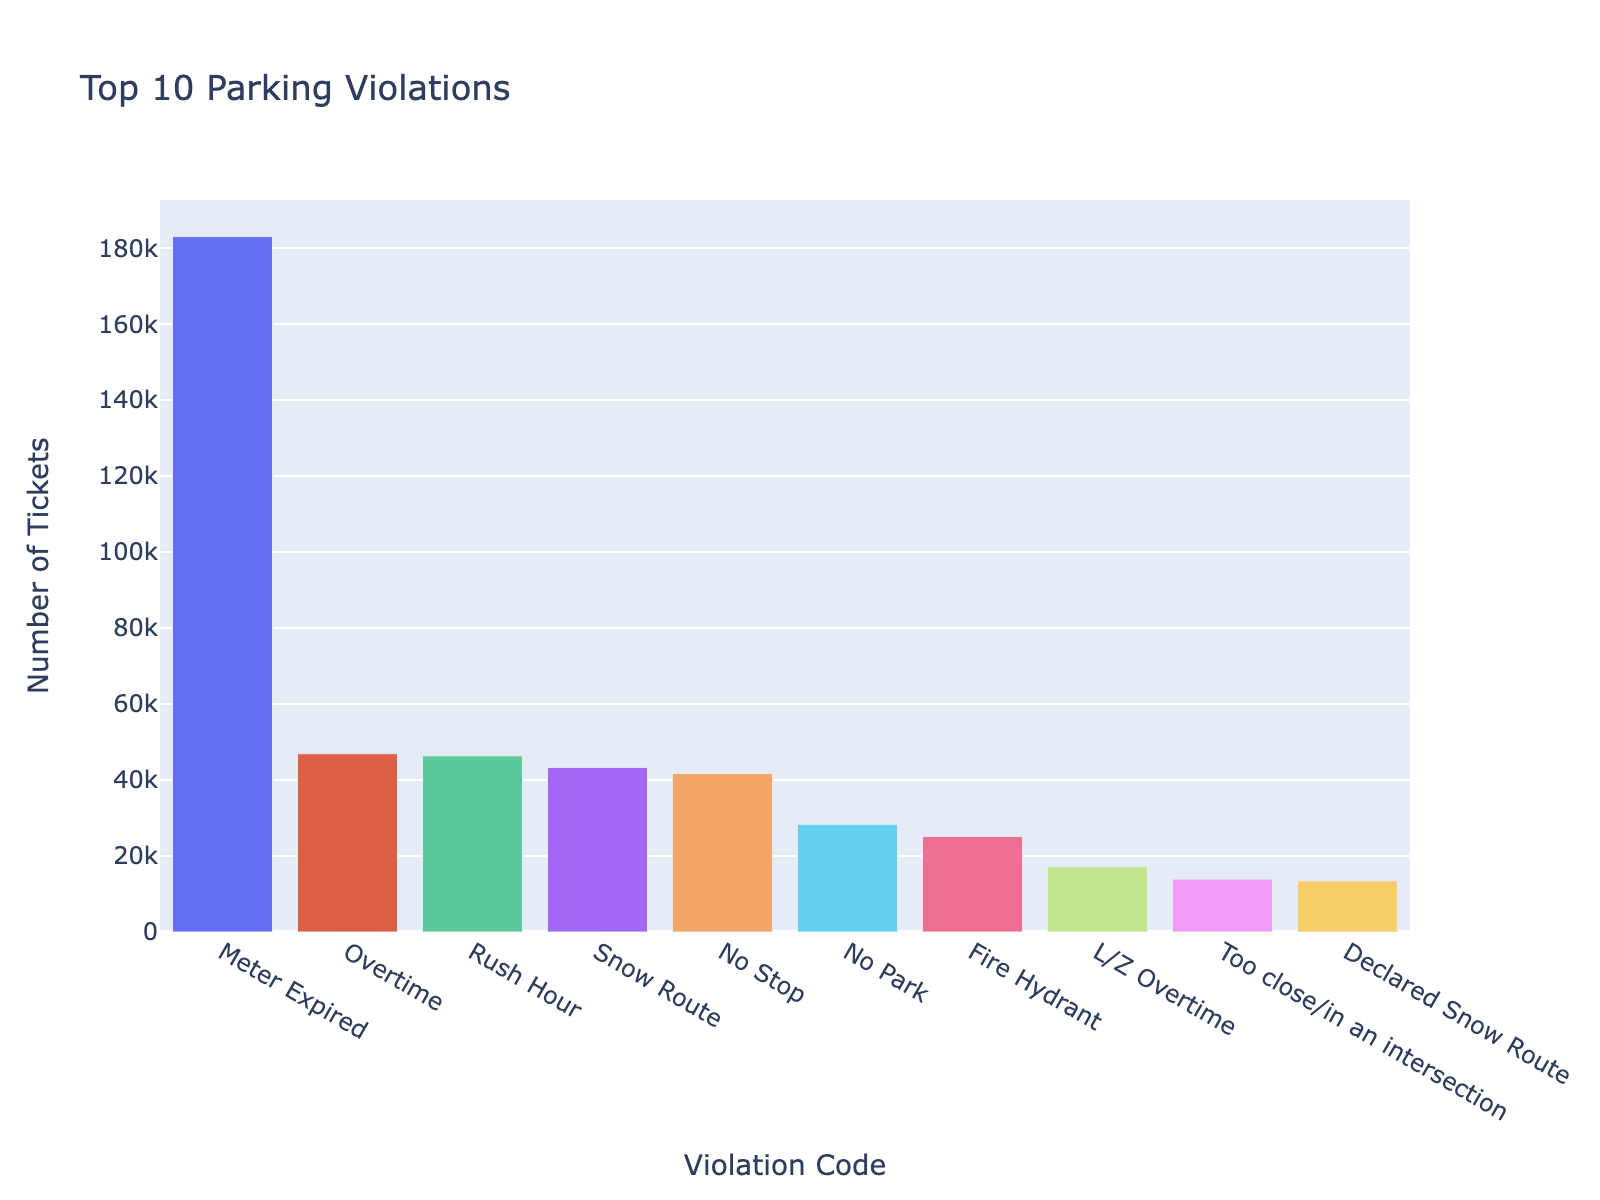 Top 10 Parking Violations
Number of Tickets
180k
160k
140k
120k
100k
80k
60k
40k
20k
0
Meter Expired
Overtime
Rush Hour
Snow Route
No Stop
No Park
Fire Hydrant
L/Z Overtime
Too close/in an intersection
Declared Snow Route
Violation Code